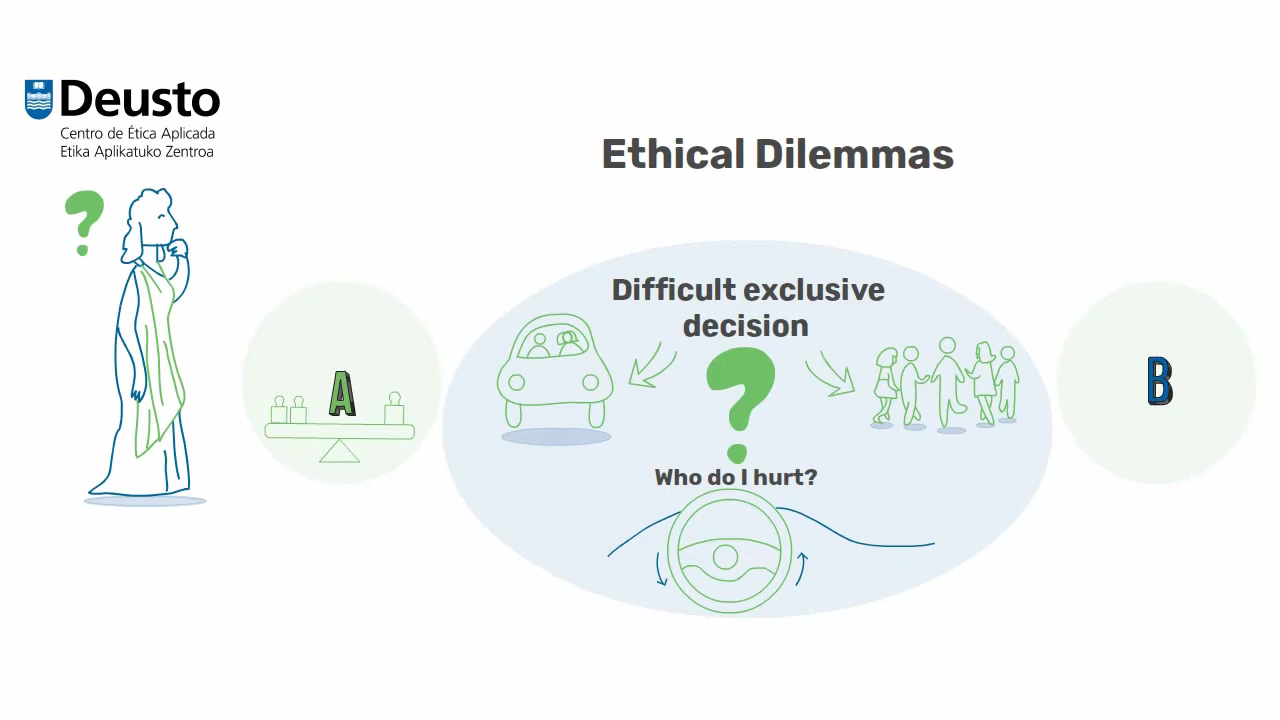 Deusto
Centro de Ética Aplicada
Etika Aplikatuko Zentroa
Ethical Dilemmas
?
Difficult exclusive
decision
?
A
B
Who do I hurt?